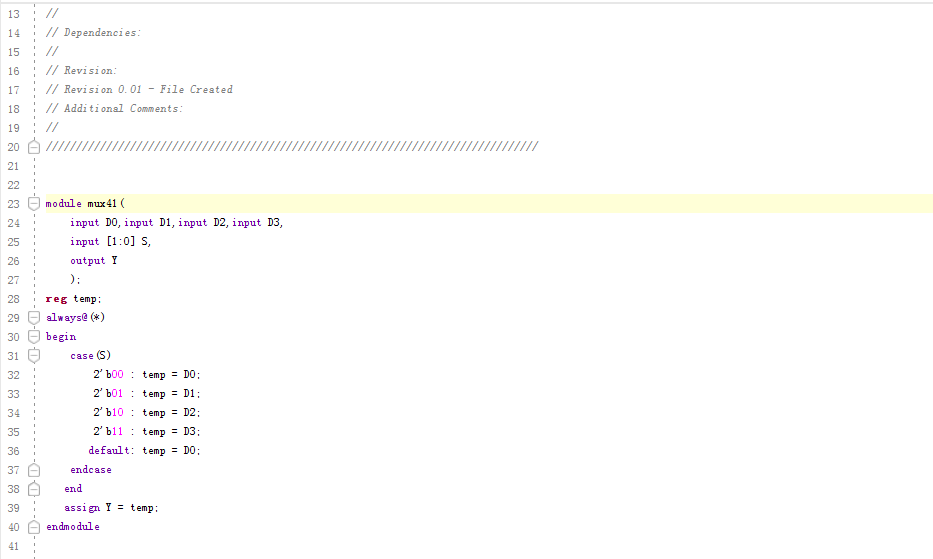 13 //
14 // Dependencies:
15 //
16 // Revision:
17 // Revision 0.01 - File Created
18 // Additional Comments:
19 //
20 //////////////////////////////////////////////////////////////////////////////////
21
22
23 module mux41(
24 input D0,input D1,input D2,input D3,
25 input [1:0] S,
26 output Y
27 );
28 reg temp;
29 always@(*)
30 begin
31 case(S)
32 2'b00 : temp = D0;
33 2'b01 : temp = D1;
34 2'b10 : temp = D2;
35 2'b11 : temp = D3;
36 default: temp = D0;
37 endcase
38 end
39 assign Y = temp;
40 endmodule
41